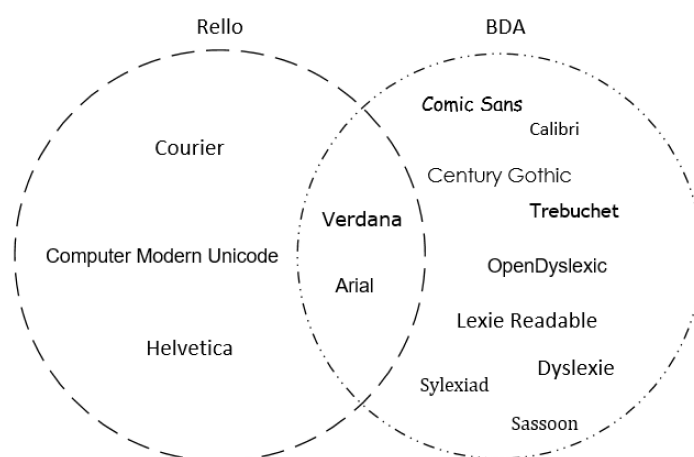 Rello
BDA
Comic Sans
Calibri
Courier
Century Gothic
Trebuchet
Verdana
Computer Modern Unicode
OpenDyslexic
Arial
Lexie Readable
Helvetica
Dyslexie
Sylexiad
Sassoon